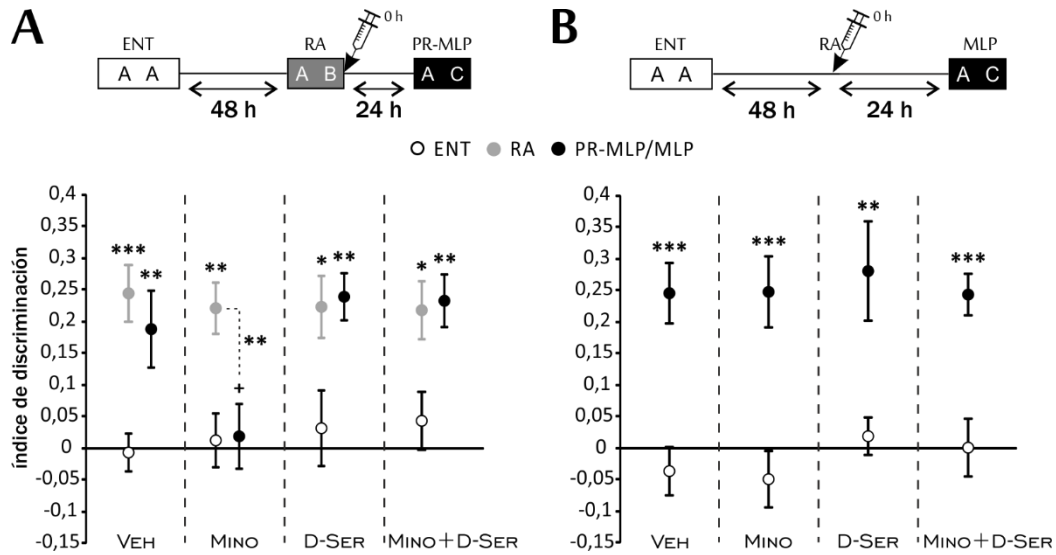 A
0 h
ENT
RA
PR-MLP
A A
A B
A C
48 h
24 h
B
0 h
ENT
RA
MLP
A A
A C
48 h
24 h
ENT RA PR-MLP/MLP
índice de discriminación
0,4
0,35
0,3
0,25
0,2
0,15
0,1
0,05
0
-0,05
-0,1
-0,15
***
**
**
**
+
*
**
*
**
VEH MINO D-SER MINO+D-SER
0,4
0,35
0,3
0,25
0,2
0,15
0,1
0,05
0
-0,05
-0,1
-0,15
***
***
**
***
VEH MINO D-SER MINO+D-SER